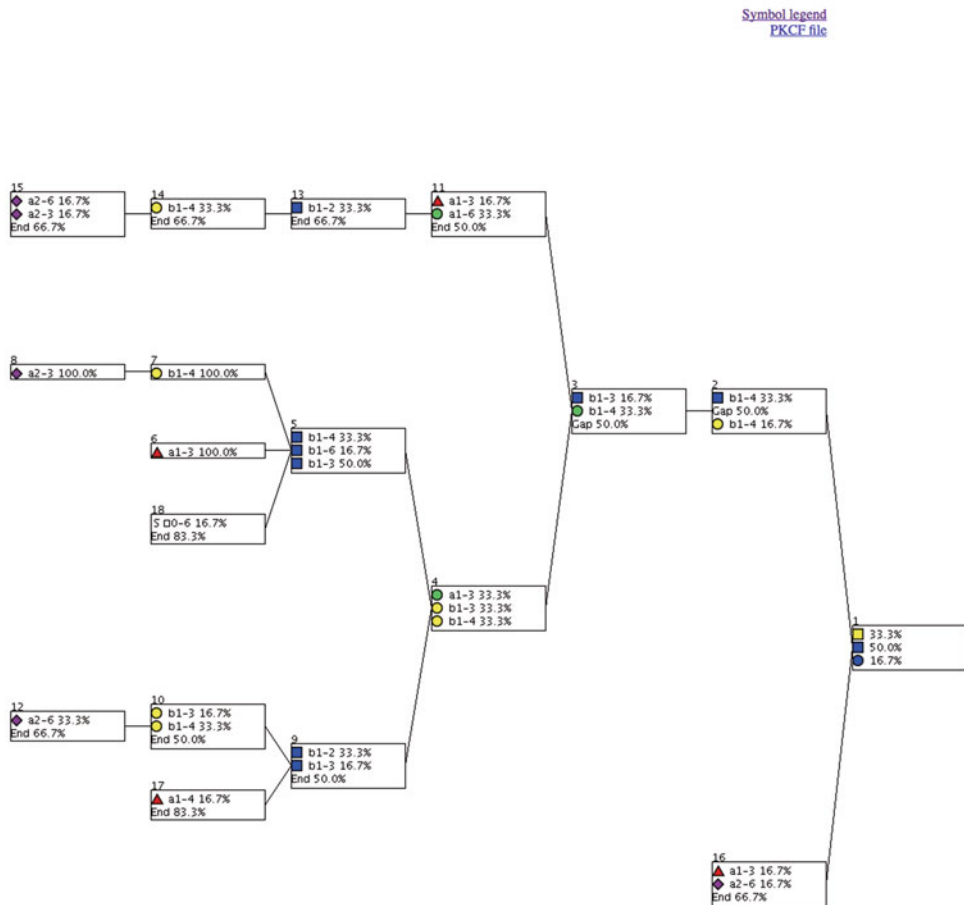 Symbol legend
PKCF file
15
a2-6 16.7%
a2-3 16.7%
End 66.7%
14
b1-4 33.3%
End 66.7%
13
b1-2 33.3%
End 66.7%
11
a1-3 16.7%
a1-6 33.3%
End 50.0%
8
a2-3 100.0%
7
b1-4 100.0%
6
a1-3 100.0%
18
S □0-6 16.7%
End 83.3%
5
b1-4 33.3%
b1-6 16.7%
b1-3 50.0%
3
b1-3 16.7%
b1-4 33.3%
Gap 50.0%
2
b1-4 33.3%
Gap 50.0%
b1-4 16.7%
4
a1-3 33.3%
b1-3 33.3%
b1-4 33.3%
1
33.3%
50.0%
16.7%
12
a2-6 33.3%
End 66.7%
10
b1-3 16.7%
b1-4 33.3%
End 50.0%
17
a1-4 16.7%
End 83.3%
9
b1-2 33.3%
b1-3 16.7%
End 50.0%
16
a1-3 16.7%
a2-6 16.7%
End 66.7%